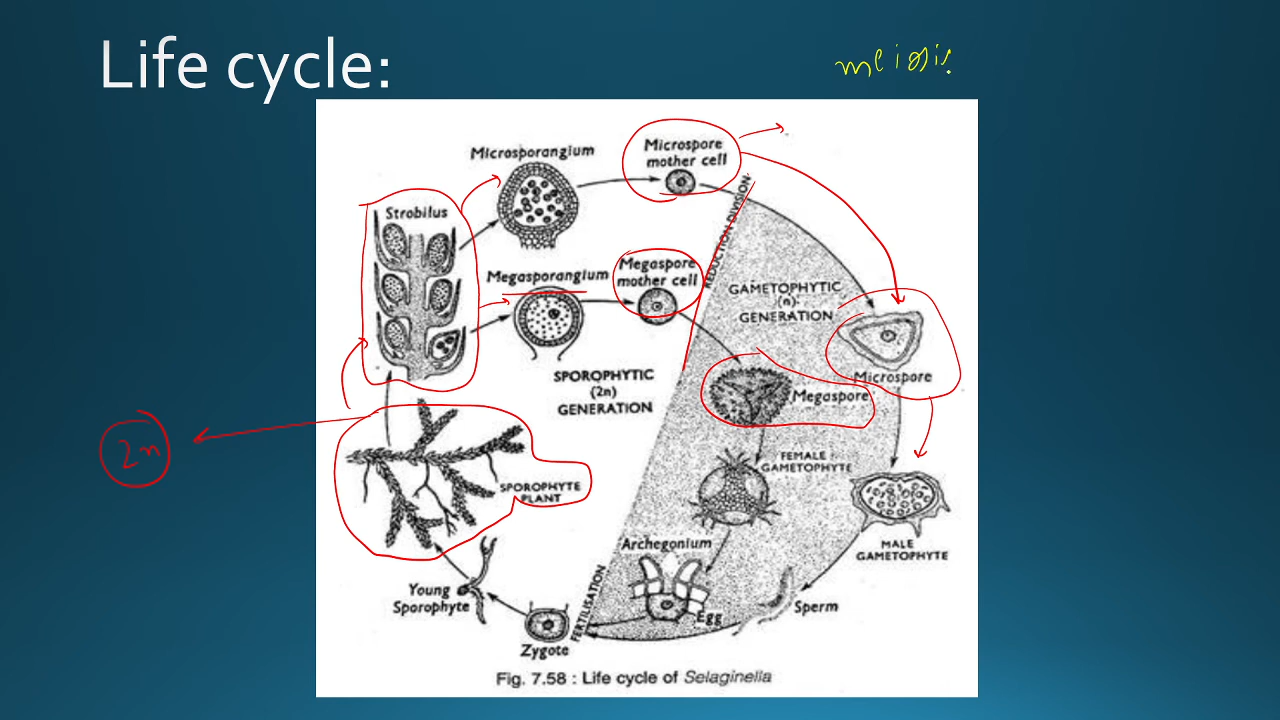 Life cycle:
meiosis
Microsporangium
Microspore
mother cell
Strobilus
REDUCTION DIVISION
Megasporangium
Megaspore
mother cell
GAMETOPHYTIC
(n)
GENERATION
Microspore
SPOROPHYTIC
(2n)
GENERATION
Megaspore
2n
FEMALE
GAMETOPHYTE
SPOROPHYTE
PLANT
Archegonium
MALE
GAMETOPHYTE
Young
Sporophyte
FERTILISATION
Egg
Sperm
Zygote
Fig. 7.58 : Life cycle of Selaginella